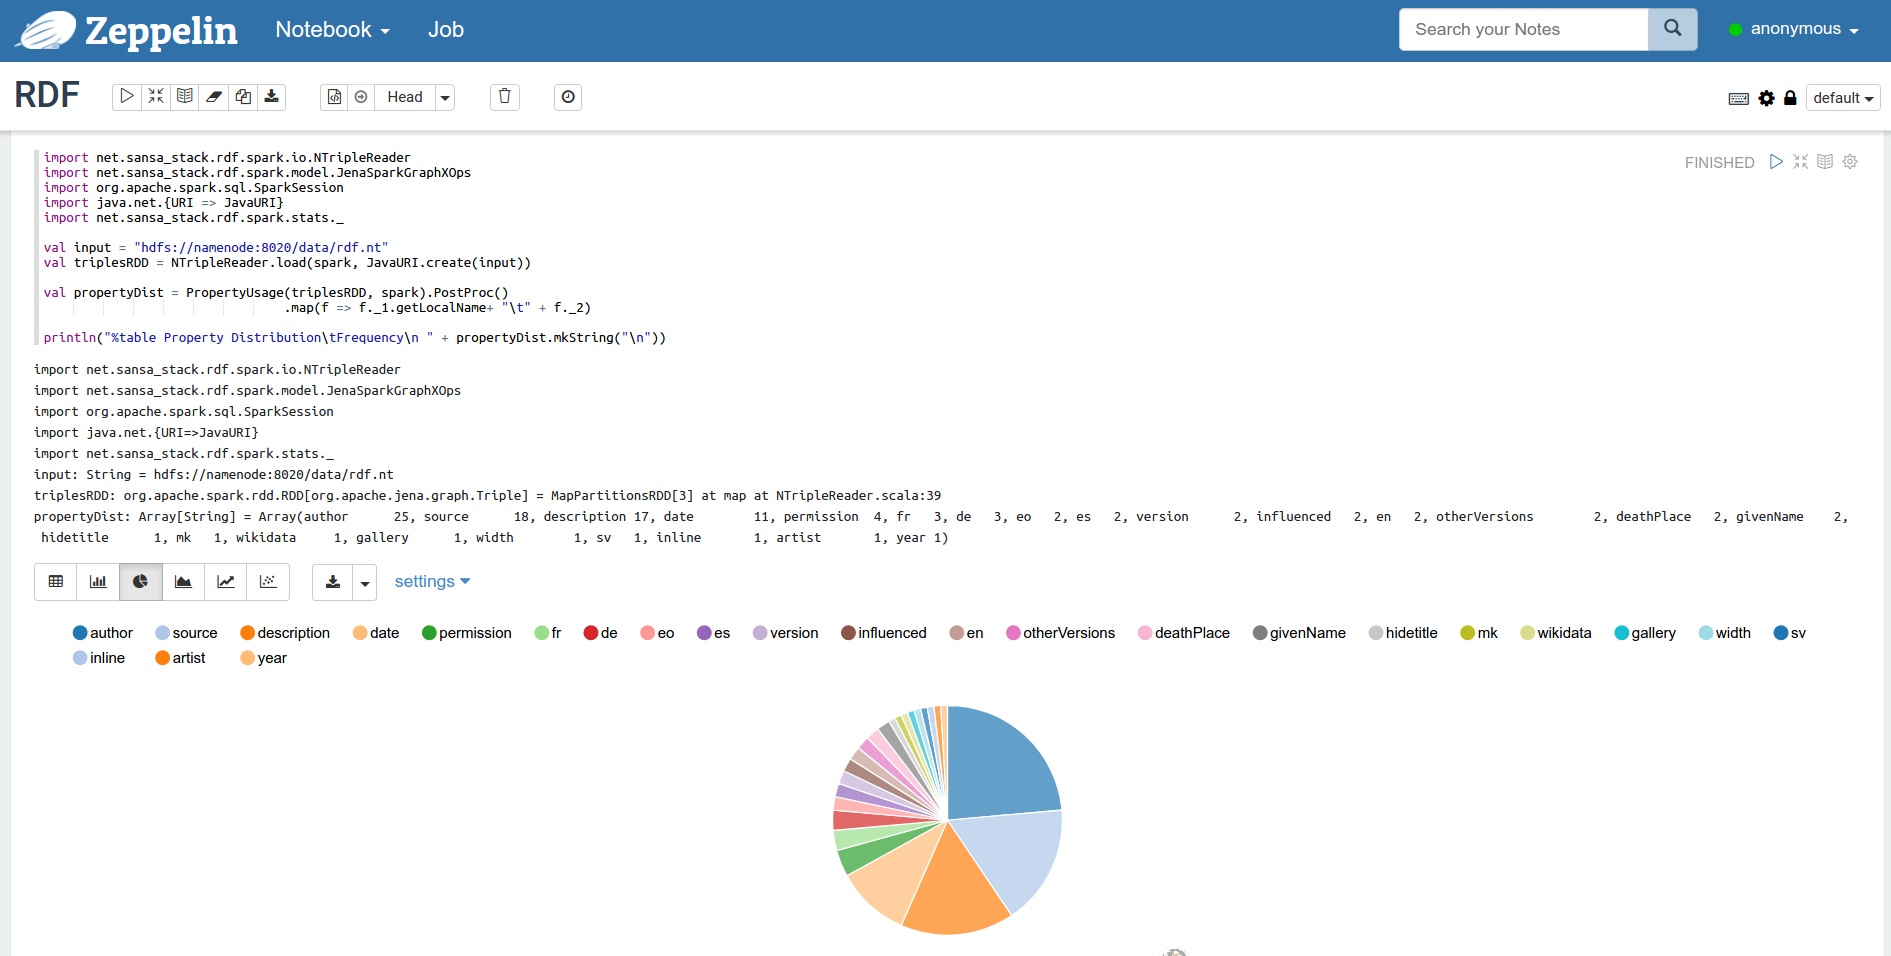 Zeppelin Notebook Job Search your Notes anonymous
RDF Head default
import net.sansa_stack.rdf.spark.io.NTripleReader
FINISHED
import net.sansa_stack.rdf.spark.model.JenaSparkGraphXOps
import org.apache.spark.sql.SparkSession
import java.net.{URI => JavaURI}
import net.sansa_stack.rdf.spark.stats._
val input = "hdfs://namenode:8020/data/rdf.nt"
val triplesRDD = NTripleReader.load(spark, JavaURI.create(input))
val propertyDist = PropertyUsage(triplesRDD, spark).PostProc()
.map(f => f._1.getLocalName+ "\t" + f._2)
println("%table Property Distribution\tFrequency\n " + propertyDist.mkString("\n"))
import net.sansa_stack.rdf.spark.io.NTripleReader
import net.sansa_stack.rdf.spark.model.JenaSparkGraphXOps
import org.apache.spark.sql.SparkSession
import java.net.{URI=>JavaURI}
import net.sansa_stack.rdf.spark.stats._
input: String = hdfs://namenode:8020/data/rdf.nt
triplesRDD: org.apache.spark.rdd.RDD[org.apache.jena.graph.Triple] = MapPartitionsRDD[3] at map at NTripleReader.scala:39
propertyDist: Array[String] = Array(author 25, source 18, description 17, date 11, permission 4, fr 3, de 3, eo 2, es 2, version 2, influenced 2, en 2, otherVersions 2, deathPlace 2, givenName 2,
hidetitle 1, mk 1, wikidata 1, gallery 1, width 1, sv 1, inline 1, artist 1, year 1)
settings
author source description date permission fr de eo es version influenced en otherVersions deathPlace givenName hidetitle mk wikidata gallery width sv
inline artist year